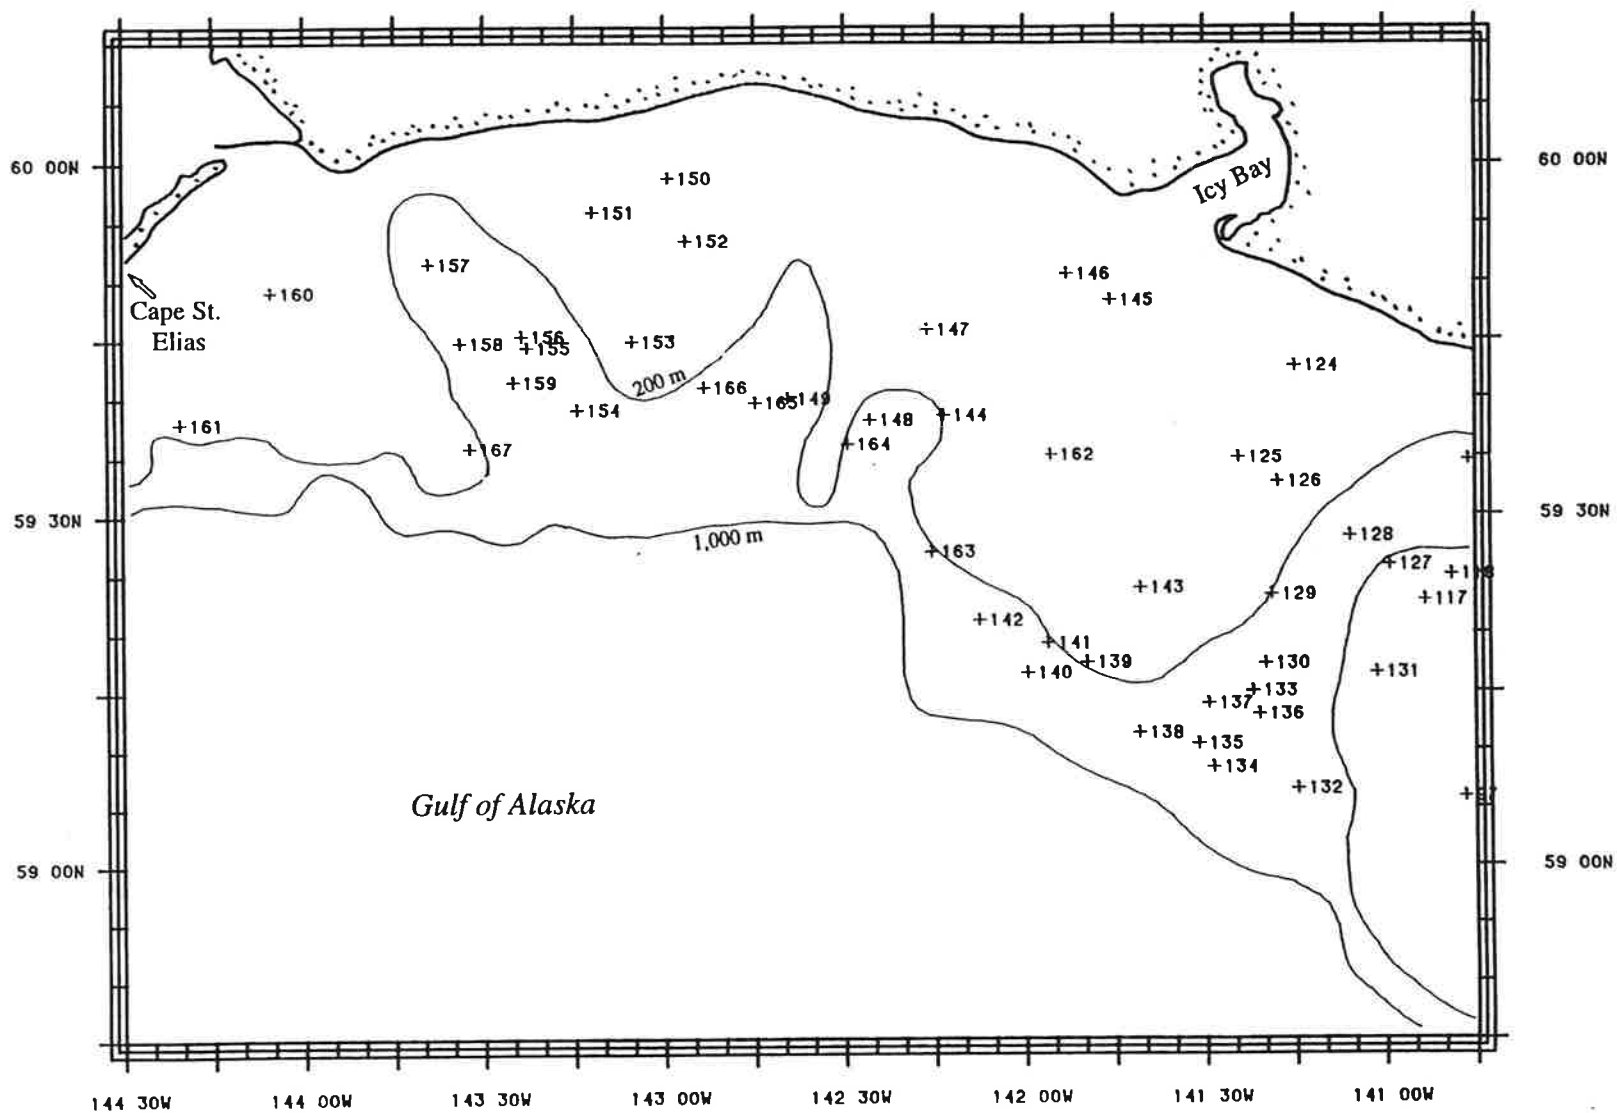 60 00N
60 00N
Icy Bay
+150
+151
+152
+157
+146
+160
+145
Cape St.
Elias
+147
+158
+156
+155
+153
+124
+159
200 m
+166
+165
+149
+154
+148
+144
+161
+167
+164
+162
+125
+126
59 30N
59 30N
1,000 m
+128
+163
+127
+143
+129
+117
+142
+141
+139
+140
+130
+131
+133
+137
+136
+138
+135
+134
+132
Gulf of Alaska
59 00N
59 00N
144 30W
144 00W
143 30W
143 00W
142 30W
142 00W
141 30W
141 00W